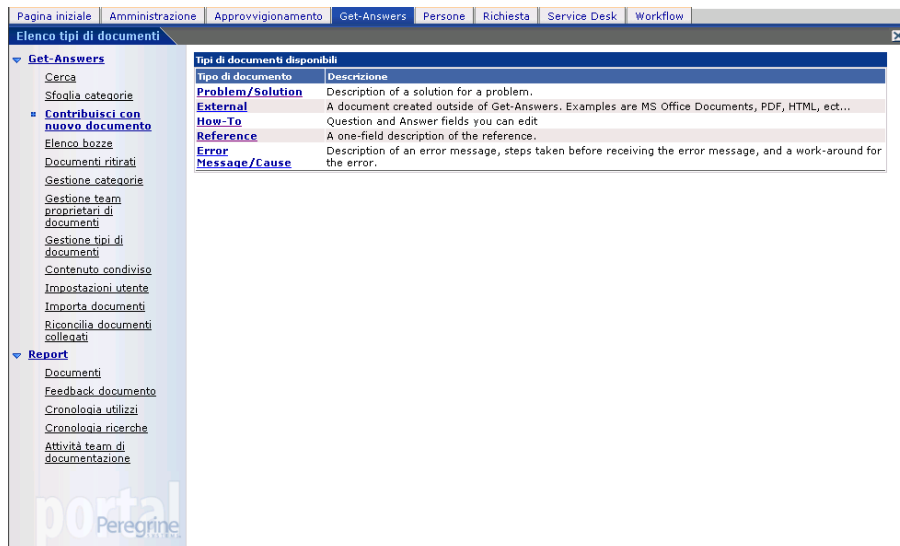 Pagina iniziale Amministrazione Approvvigionamento Get-Answers Persone Richiesta Service Desk Workflow
Elenco tipi di documenti
Get-Answers
Cerca
Sfoglia categorie
Contribuisci con
nuovo documento
Elenco bozze
Documenti ritirati
Gestione categorie
Gestione team
proprietari di
documenti
Gestione tipi di
documenti
Contenuto condiviso
Impostazioni utente
Importa documenti
Riconcilia documenti
collegati
Report
Documenti
Feedback documento
Cronologia utilizzi
Cronologia ricerche
Attività team di
documentazione
portal
Peregrine
SYSTEMS
Tipi di documenti disponibili
Tipo di documento Descrizione
Problem/Solution Description of a solution for a problem.
External A document created outside of Get-Answers. Examples are MS Office Documents, PDF, HTML, ect...
How-To Question and Answer fields you can edit
Reference A one-field description of the reference.
Error Description of an error message, steps taken before receiving the error message, and a work-around for
Message/Cause the error.